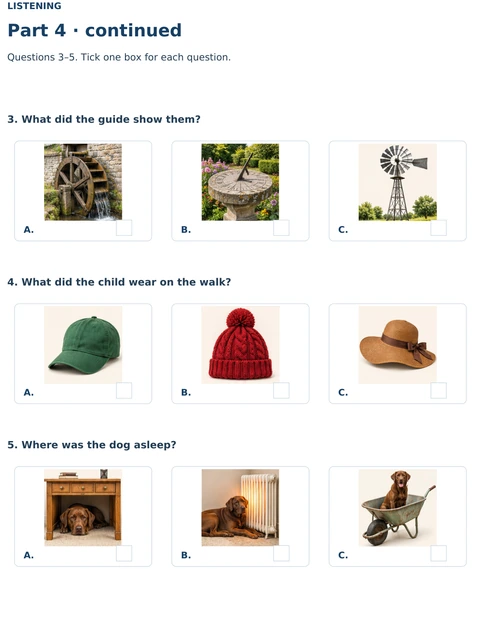 LISTENING
Part 4 · continued
Questions 3–5. Tick one box for each question.
3. What did the guide show them?
A.
B.
C.
4. What did the child wear on the walk?
A.
B.
C.
5. Where was the dog asleep?
A.
B.
C.